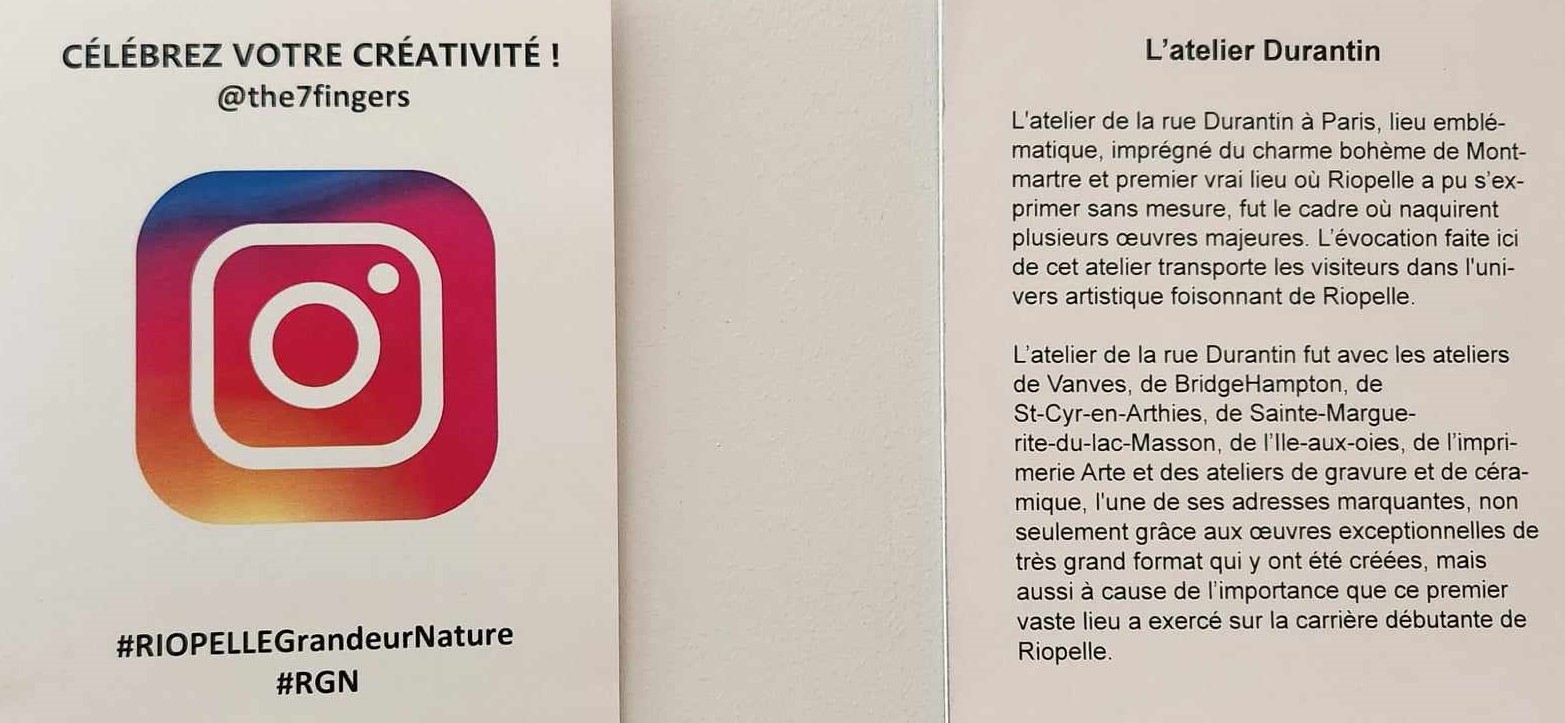 CÉLÉBREZ VOTRE CRÉATIVITÉ !
@the7fingers
#RIOPELLEGrandeurNature
#RGN
L'atelier Durantin
L'atelier de la rue Durantin à Paris, lieu emblé-
matique, imprégné du charme bohème de Mont-
martre et premier vrai lieu où Riopelle a pu s'ex-
primer sans mesure, fut le cadre où naquirent
plusieurs œuvres majeures. L'évocation faite ici
de cet atelier transporte les visiteurs dans l'uni-
vers artistique foisonnant de Riopelle.
L'atelier de la rue Durantin fut avec les ateliers
de Vanves, de BridgeHampton, de
St-Cyr-en-Arthies, de Sainte-Margue-
rite-du-lac-Masson, de l'Ile-aux-oies, de l'impri-
merie Arte et des ateliers de gravure et de céra-
mique, l'une de ses adresses marquantes, non
seulement grâce aux œuvres exceptionnelles de
très grand format qui y ont été créées, mais
aussi à cause de l'importance que ce premier
vaste lieu a exercé sur la carrière débutante de
Riopelle.